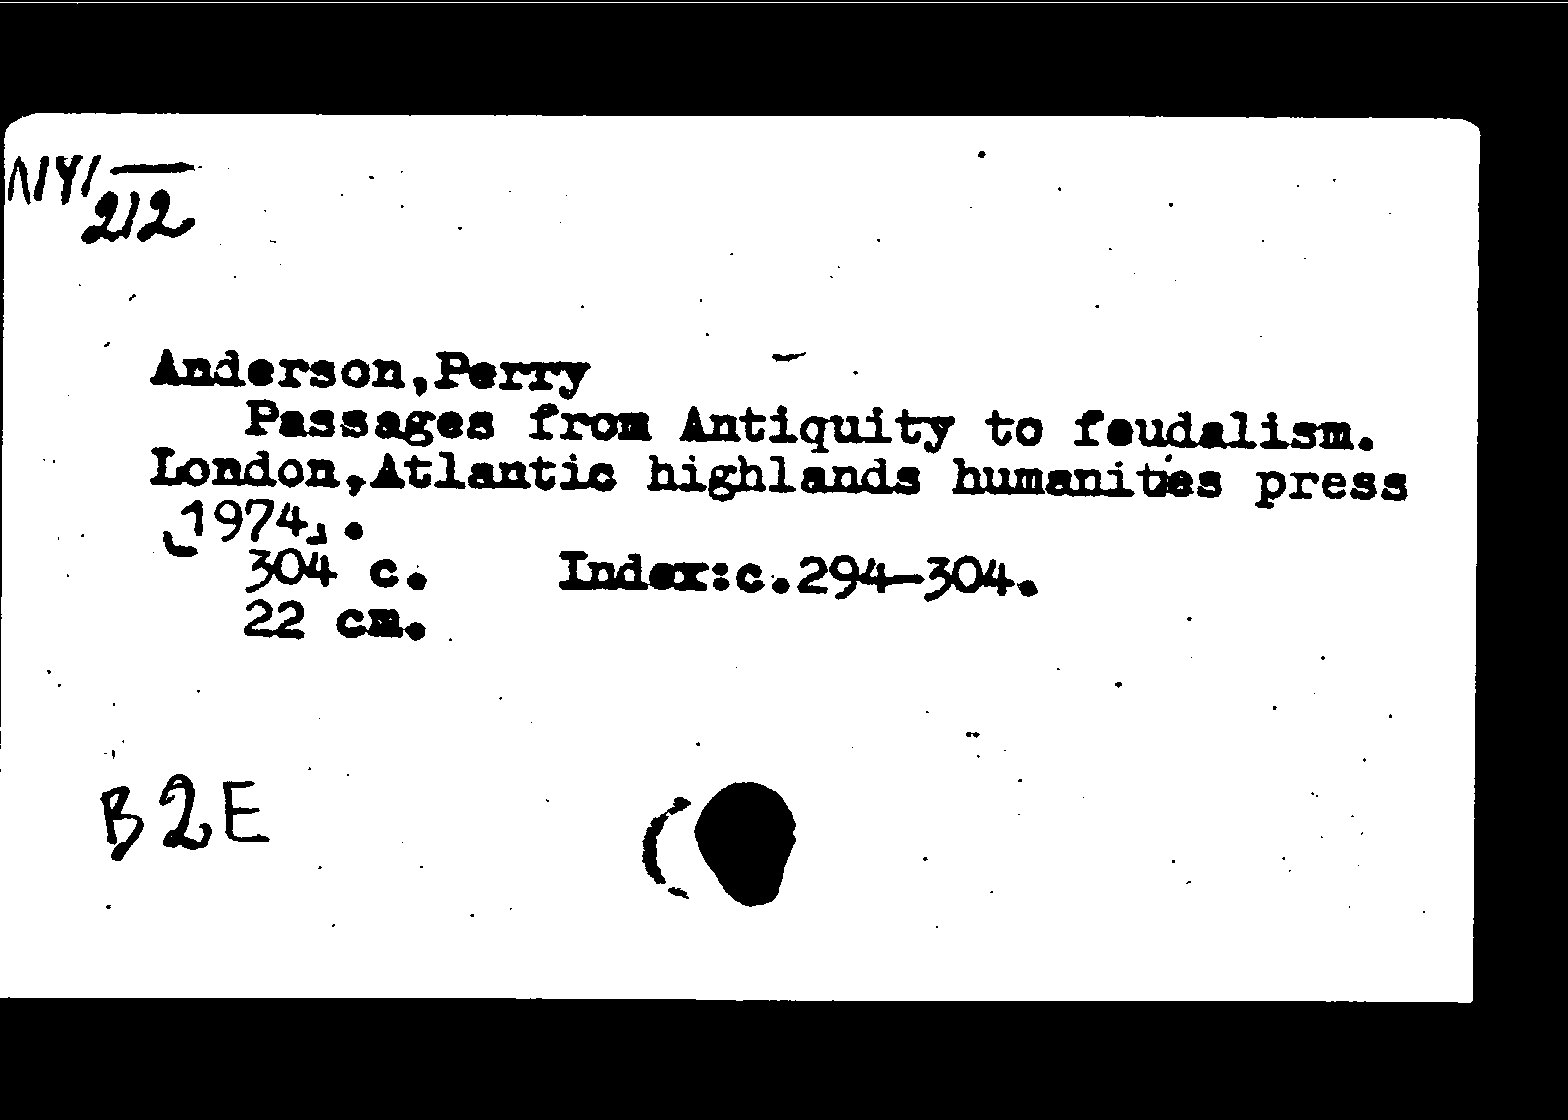 NYI —
212
Anderson,Perry
Passages from Antiquity to feudalism.
London,Atlantic highlands humanities press
[1974].
304 c. Index:c.294-304.
22 cm.
B2E